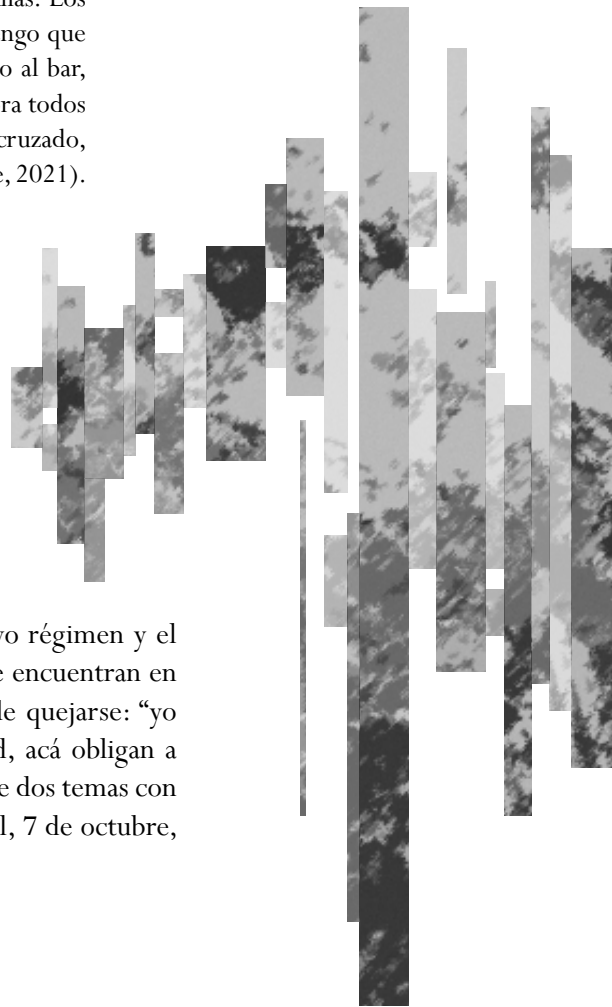 mas. Los
ngo que
o al bar,
ra todos
cruzado,
e, 2021).
vo régimen y el
e encuentran en
de quejarse: “yo
d, acá obligan a
e dos temas con
l, 7 de octubre,